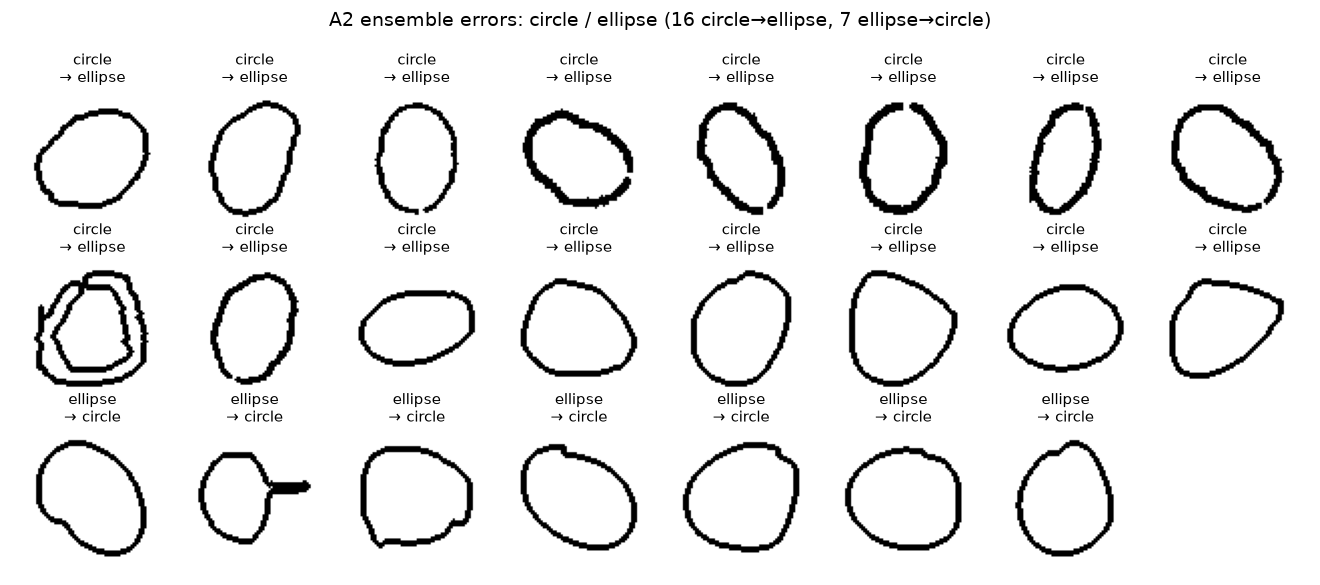 A2 ensemble errors: circle / ellipse (16 circle→ellipse, 7 ellipse→circle)
circle
→ ellipse
circle
→ ellipse
circle
→ ellipse
circle
→ ellipse
circle
→ ellipse
circle
→ ellipse
circle
→ ellipse
circle
→ ellipse
circle
→ ellipse
circle
→ ellipse
circle
→ ellipse
circle
→ ellipse
circle
→ ellipse
circle
→ ellipse
circle
→ ellipse
circle
→ ellipse
ellipse
→ circle
ellipse
→ circle
ellipse
→ circle
ellipse
→ circle
ellipse
→ circle
ellipse
→ circle
ellipse
→ circle